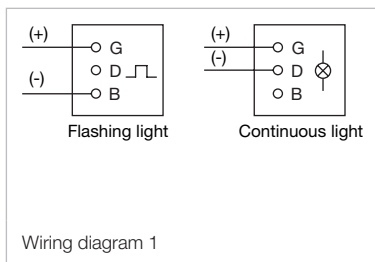 (+) G
D
(-) B
Flashing light
(+) G
(-) D
B
Continuous light
Wiring diagram 1